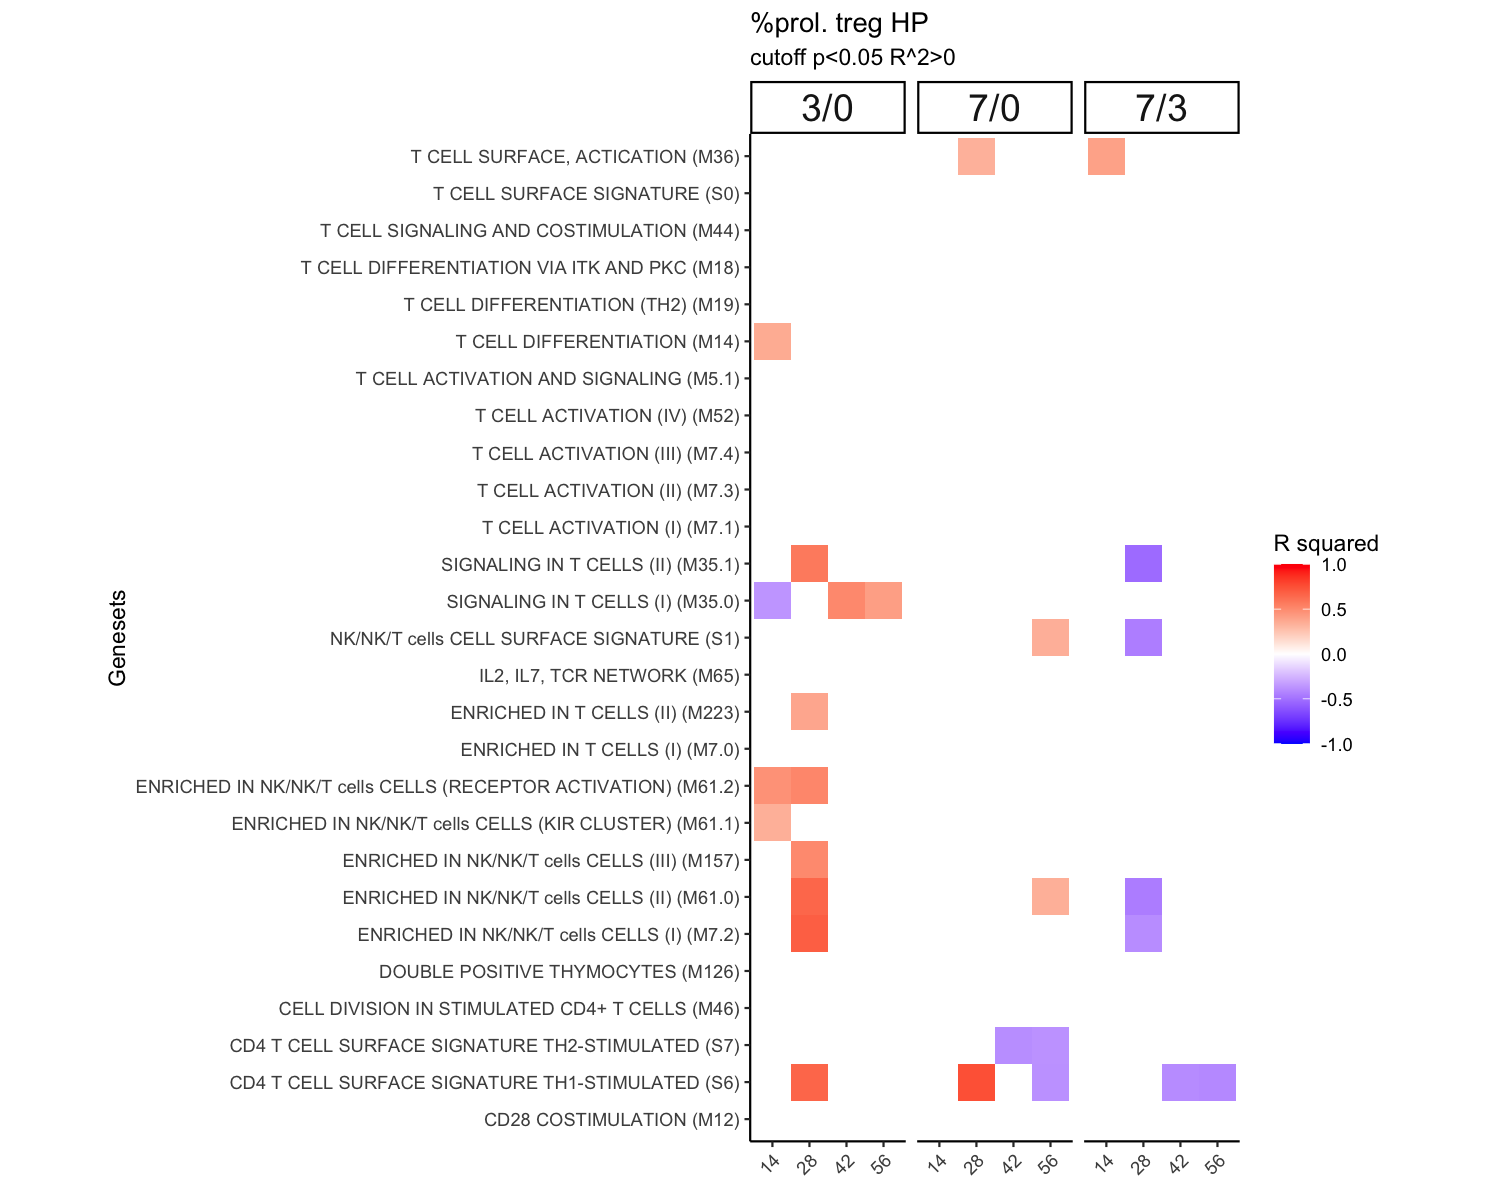 %prol. treg HP
cutoff p<0.05 R^2>0
3/0 7/0 7/3
T CELL SURFACE, ACTICATION (M36)
T CELL SURFACE SIGNATURE (S0)
T CELL SIGNALING AND COSTIMULATION (M44)
T CELL DIFFERENTIATION VIA ITK AND PKC (M18)
T CELL DIFFERENTIATION (TH2) (M19)
T CELL DIFFERENTIATION (M14)
T CELL ACTIVATION AND SIGNALING (M5.1)
T CELL ACTIVATION (IV) (M52)
T CELL ACTIVATION (III) (M7.4)
T CELL ACTIVATION (II) (M7.3)
T CELL ACTIVATION (I) (M7.1)
SIGNALING IN T CELLS (II) (M35.1)
SIGNALING IN T CELLS (I) (M35.0)
NK/NK/T cells CELL SURFACE SIGNATURE (S1)
IL2, IL7, TCR NETWORK (M65)
ENRICHED IN T CELLS (II) (M223)
ENRICHED IN T CELLS (I) (M7.0)
ENRICHED IN NK/NK/T cells CELLS (RECEPTOR ACTIVATION) (M61.2)
ENRICHED IN NK/NK/T cells CELLS (KIR CLUSTER) (M61.1)
ENRICHED IN NK/NK/T cells CELLS (III) (M157)
ENRICHED IN NK/NK/T cells CELLS (II) (M61.0)
ENRICHED IN NK/NK/T cells CELLS (I) (M7.2)
DOUBLE POSITIVE THYMOCYTES (M126)
CELL DIVISION IN STIMULATED CD4+ T CELLS (M46)
CD4 T CELL SURFACE SIGNATURE TH2-STIMULATED (S7)
CD4 T CELL SURFACE SIGNATURE TH1-STIMULATED (S6)
CD28 COSTIMULATION (M12)
Genesets
14 28 42 56 14 28 42 56 14 28 42 56
R squared
1.0
0.5
0.0
-0.5
-1.0